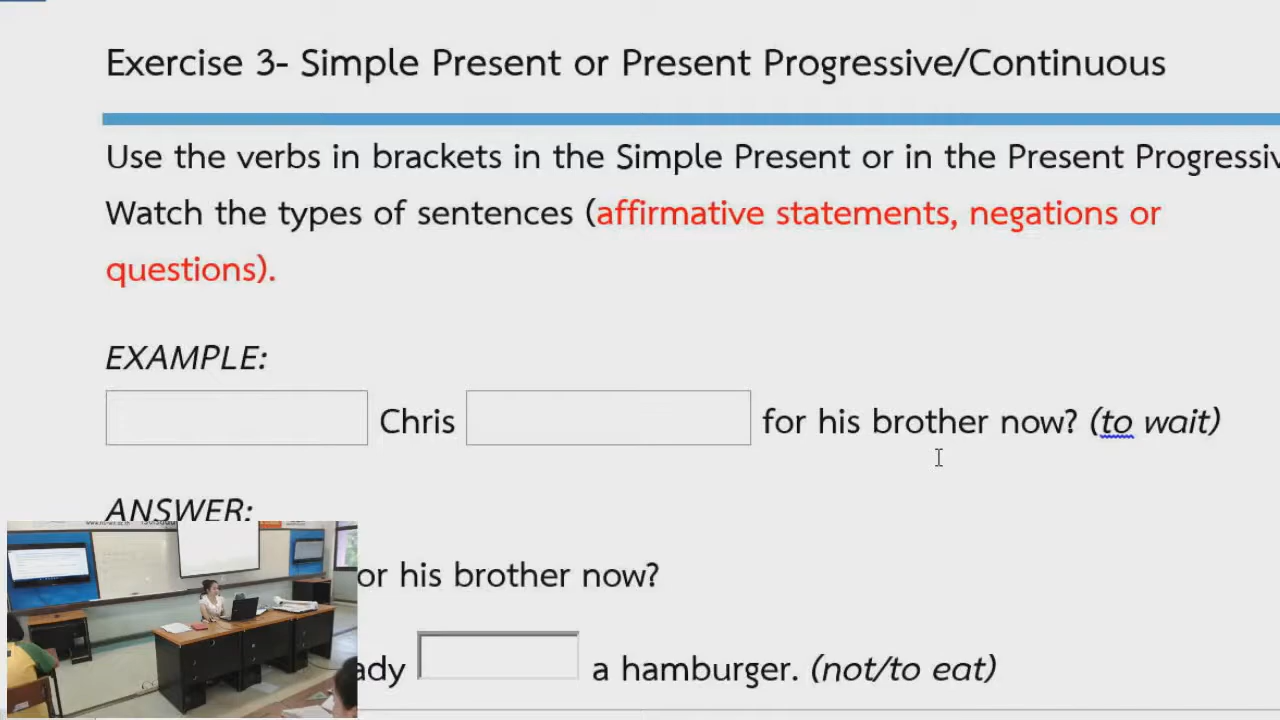 Exercise 3- Simple Present or Present Progressive/Continuous
Use the verbs in brackets in the Simple Present or in the Present Progressiv
Watch the types of sentences (affirmative statements, negations or
questions).
EXAMPLE:
Chris for his brother now? (to wait)
ANSWER:
or his brother now?
ady a hamburger. (not/to eat)